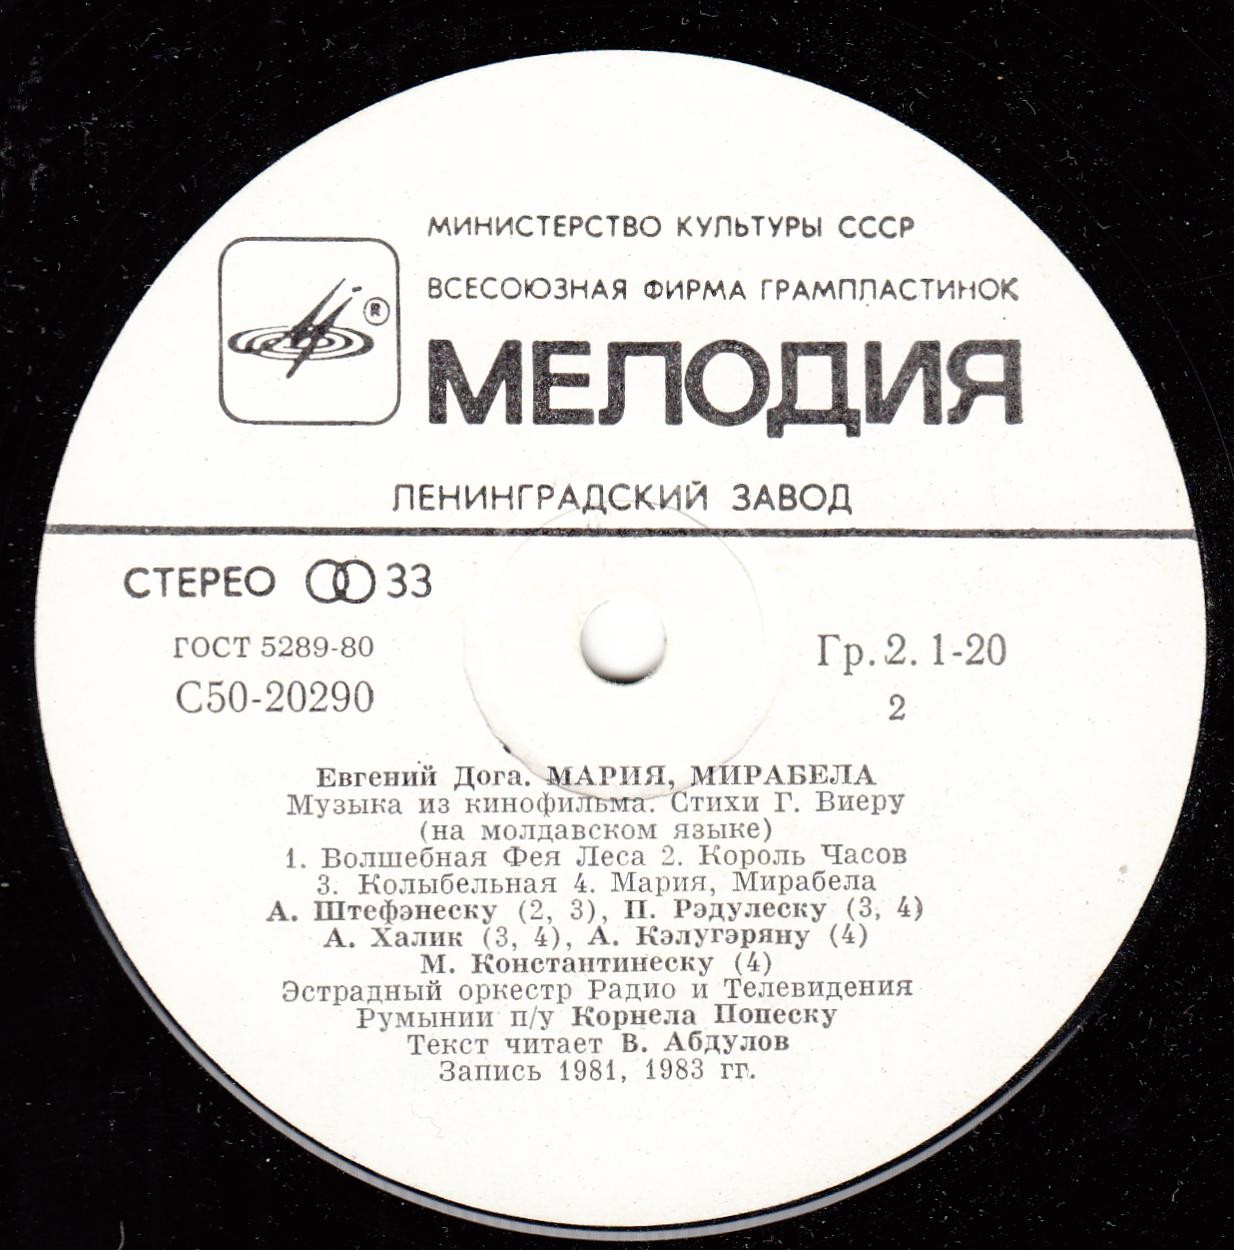 МИНИСТЕРСТВО КУЛЬТУРЫ СССР
ВСЕСОЮЗНАЯ ФИРМА ГРАМПЛАСТИНОК
®
МЕЛОДИЯ
ЛЕНИНГРАДСКИЙ ЗАВОД
СТЕРЕО 33
ГОСТ 5289-80
С50-20290
Гр.2. 1-20
2
Евгений Дога. МАРИЯ, МИРАБЕЛА
Музыка из кинофильма. Стихи Г. Виеру
(на молдавском языке)
1. Волшебная Фея Леса 2. Король Часов
3. Колыбельная 4. Мария, Мирабела
А. Штефэнеску (2, 3), П. Рэдулеску (3, 4)
А. Халик (3, 4), А. Кэлугэряну (4)
М. Константинеску (4)
Эстрадный оркестр Радио и Телевидения
Румынии п/у Корнела Попеску
Текст читает В. Абдулов
Запись 1981, 1983 гг.